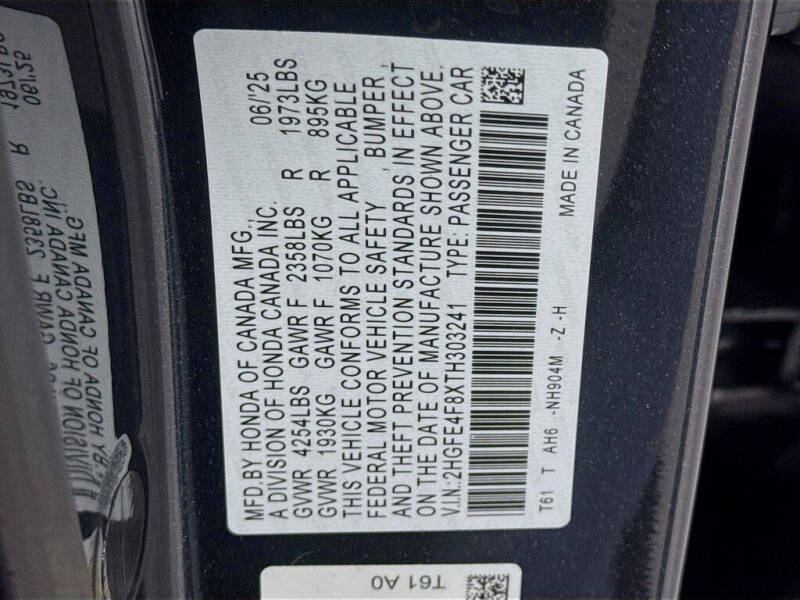 MFD.BY HONDA OF CANADA MFG., 06/'25
A DIVISION OF HONDA CANADA INC.
GVWR 4254LBS GAWR F 2358LBS R 1973LBS
GVWR 1930KG GAWR F 1070KG R 895KG
THIS VEHICLE CONFORMS TO ALL APPLICABLE
FEDERAL MOTOR VEHICLE SAFETY , BUMPER ,
AND THEFT PREVENTION STANDARDS IN EFFECT
ON THE DATE OF MANUFACTURE SHOWN ABOVE.
V.I.N.:2HGFE4F8XTH303241 TYPE: PASSENGER CAR
T61 T AH6 -NH904M -Z -H MADE IN CANADA
T61 A0